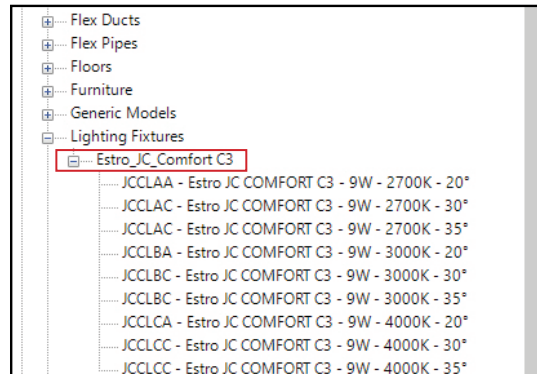 Flex Ducts
Flex Pipes
Floors
Furniture
Generic Models
Lighting Fixtures
Estro_JC_Comfort C3
JCCLAA - Estro JC COMFORT C3 - 9W - 2700K - 20°
JCCLAC - Estro JC COMFORT C3 - 9W - 2700K - 30°
JCCLAC - Estro JC COMFORT C3 - 9W - 2700K - 35°
JCCLBA - Estro JC COMFORT C3 - 9W - 3000K - 20°
JCCLBC - Estro JC COMFORT C3 - 9W - 3000K - 30°
JCCLBC - Estro JC COMFORT C3 - 9W - 3000K - 35°
JCCLCA - Estro JC COMFORT C3 - 9W - 4000K - 20°
JCCLCC - Estro JC COMFORT C3 - 9W - 4000K - 30°
JCCLCC - Estro JC COMFORT C3 - 9W - 4000K - 35°